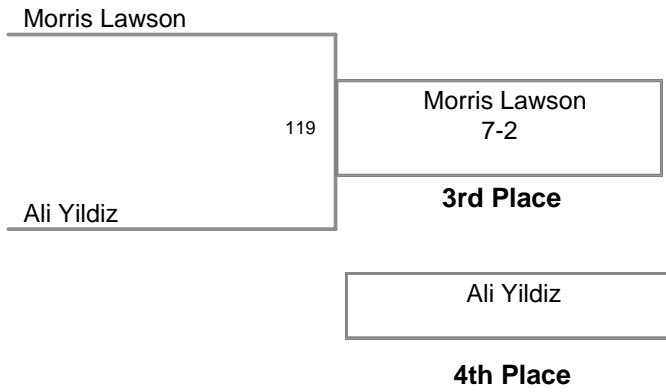 Morris Lawson
Morris Lawson
119
7-2
3rd Place
Ali Yildiz
Ali Yildiz
4th Place